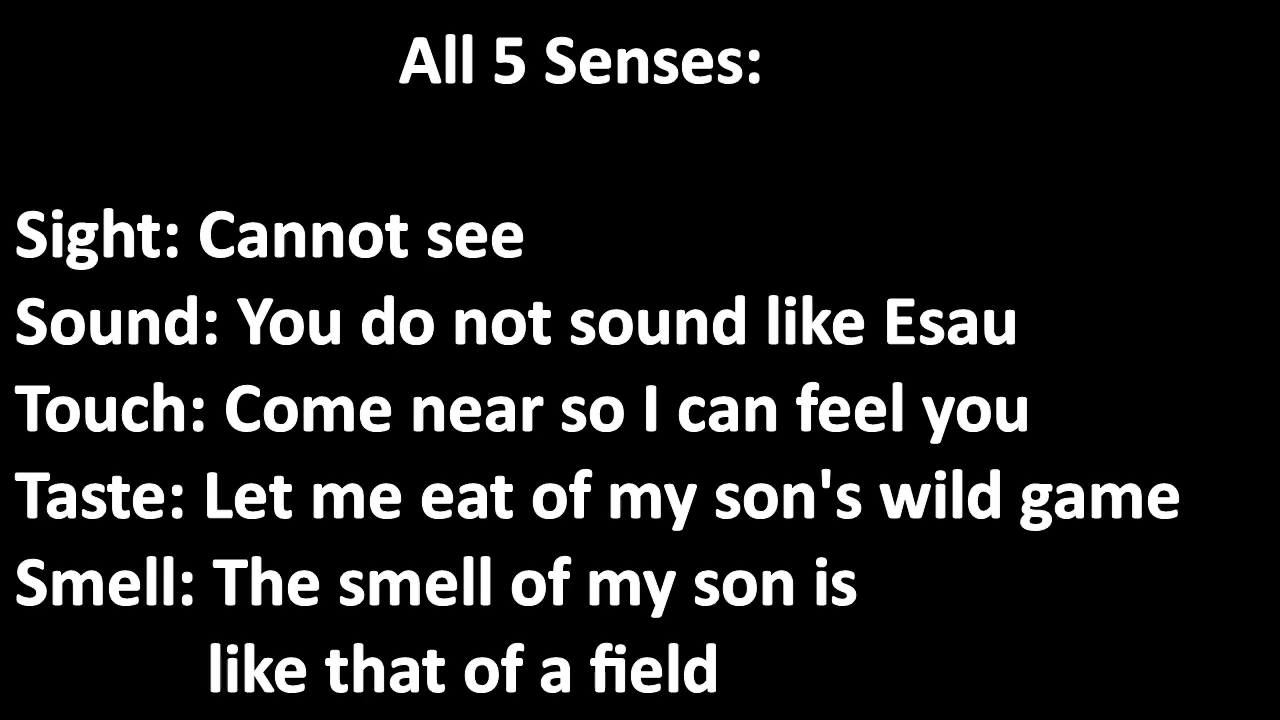 All 5 Senses:
Sight: Cannot see
Sound: You do not sound like Esau
Touch: Come near so I can feel you
Taste: Let me eat of my son's wild game
Smell: The smell of my son is
like that of a field